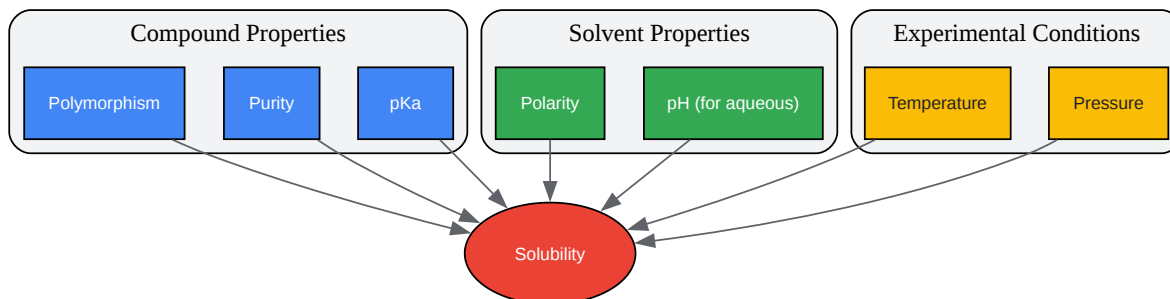 Compound Properties
Solvent Properties
Experimental Conditions
Polymorphism
Purity
pKa
Polarity
pH (for aqueous)
Temperature
Pressure
Solubility